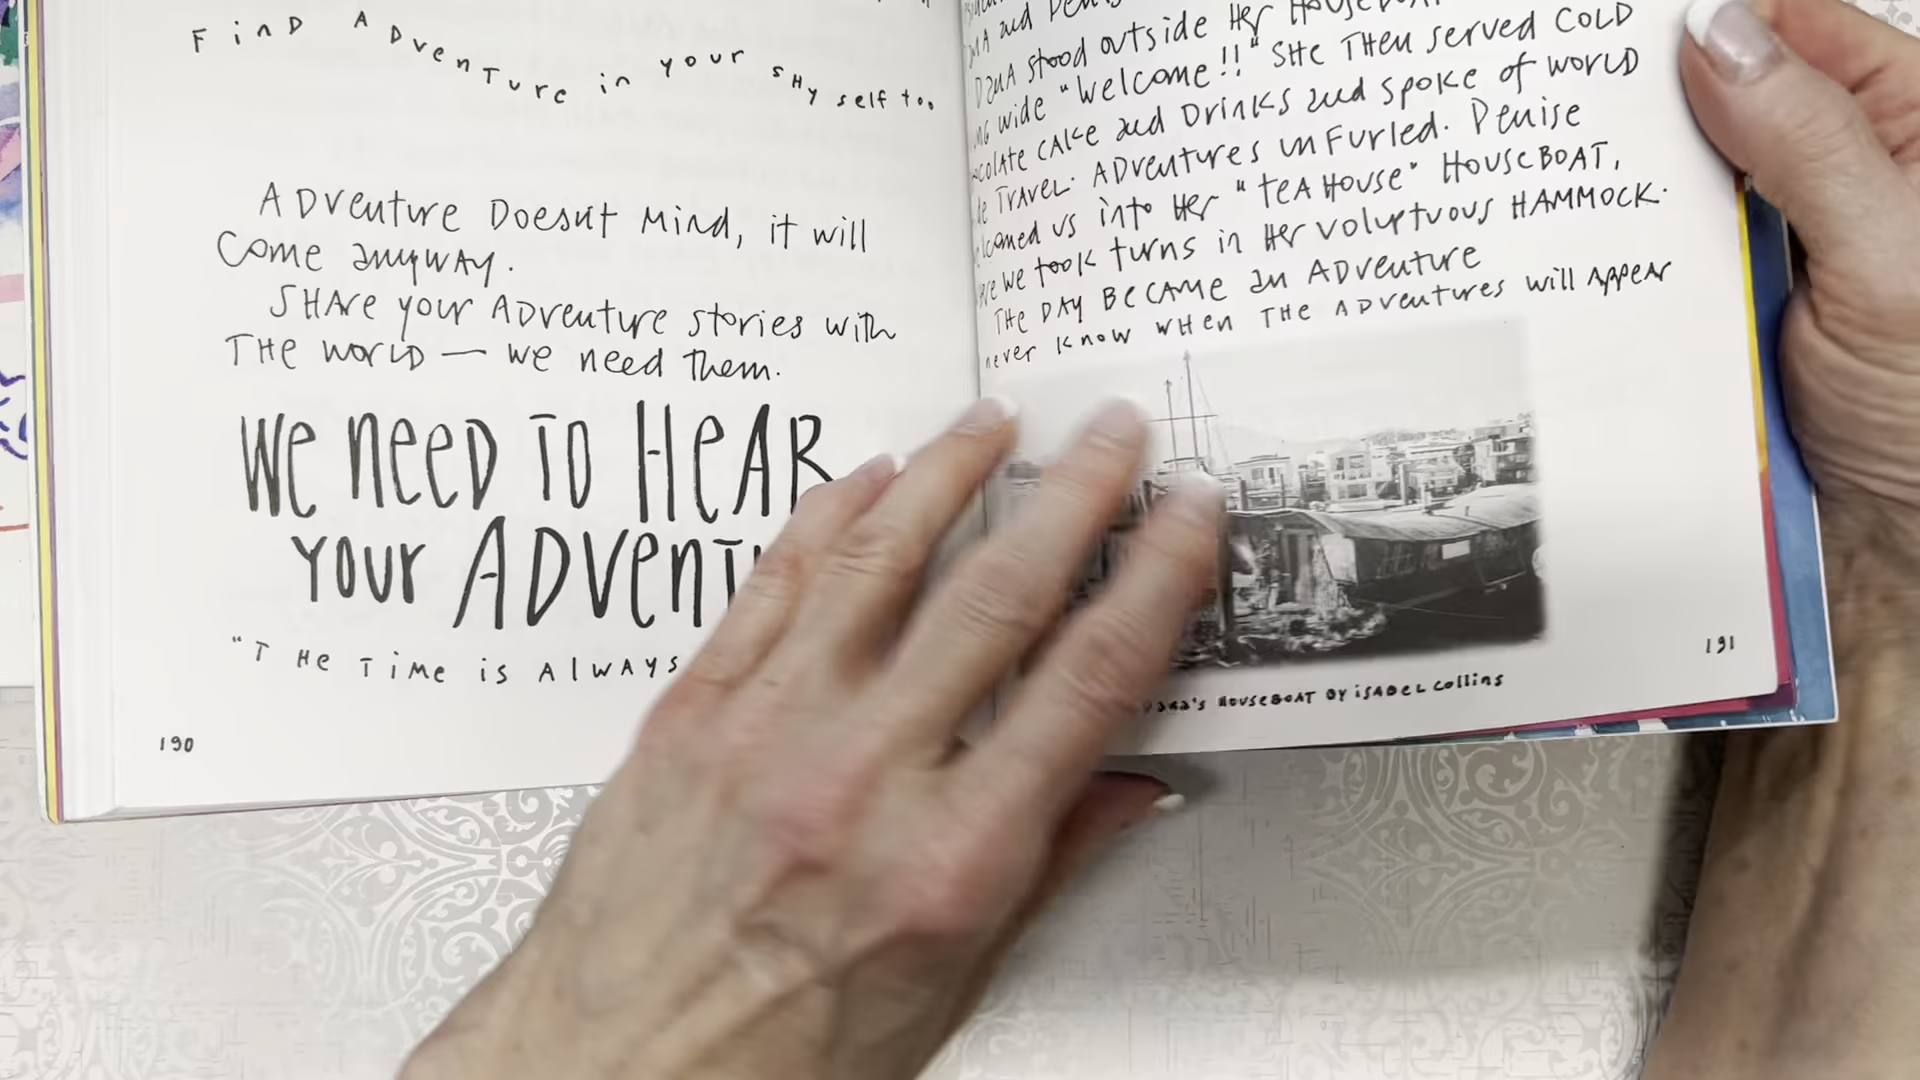 FinD ADvenTure in your sHy self too
ADventure Doesnt Mind, it will
Come anyway.
SHAre your ADventure stories with
THe worLD — we need them.
We neeD TO HeAR
your ADvenT
"THe TiMe is AlwAYs
190
DanA stood outside Her HouseBoAT
wide "Welcome!!" SHe THen served COLD
CAke and Drinks and spoke of worLD
TrAveL. ADventures unFurled. Denise
us into Her "teA House" HouseBOAT,
we took turns in Her voluptuous HAMMOCK.
THe DAy BeCAMe an ADventure
never know wHen THe ADventures will Appear
DAnA's HouseBoAT By iSABeL Collins
191